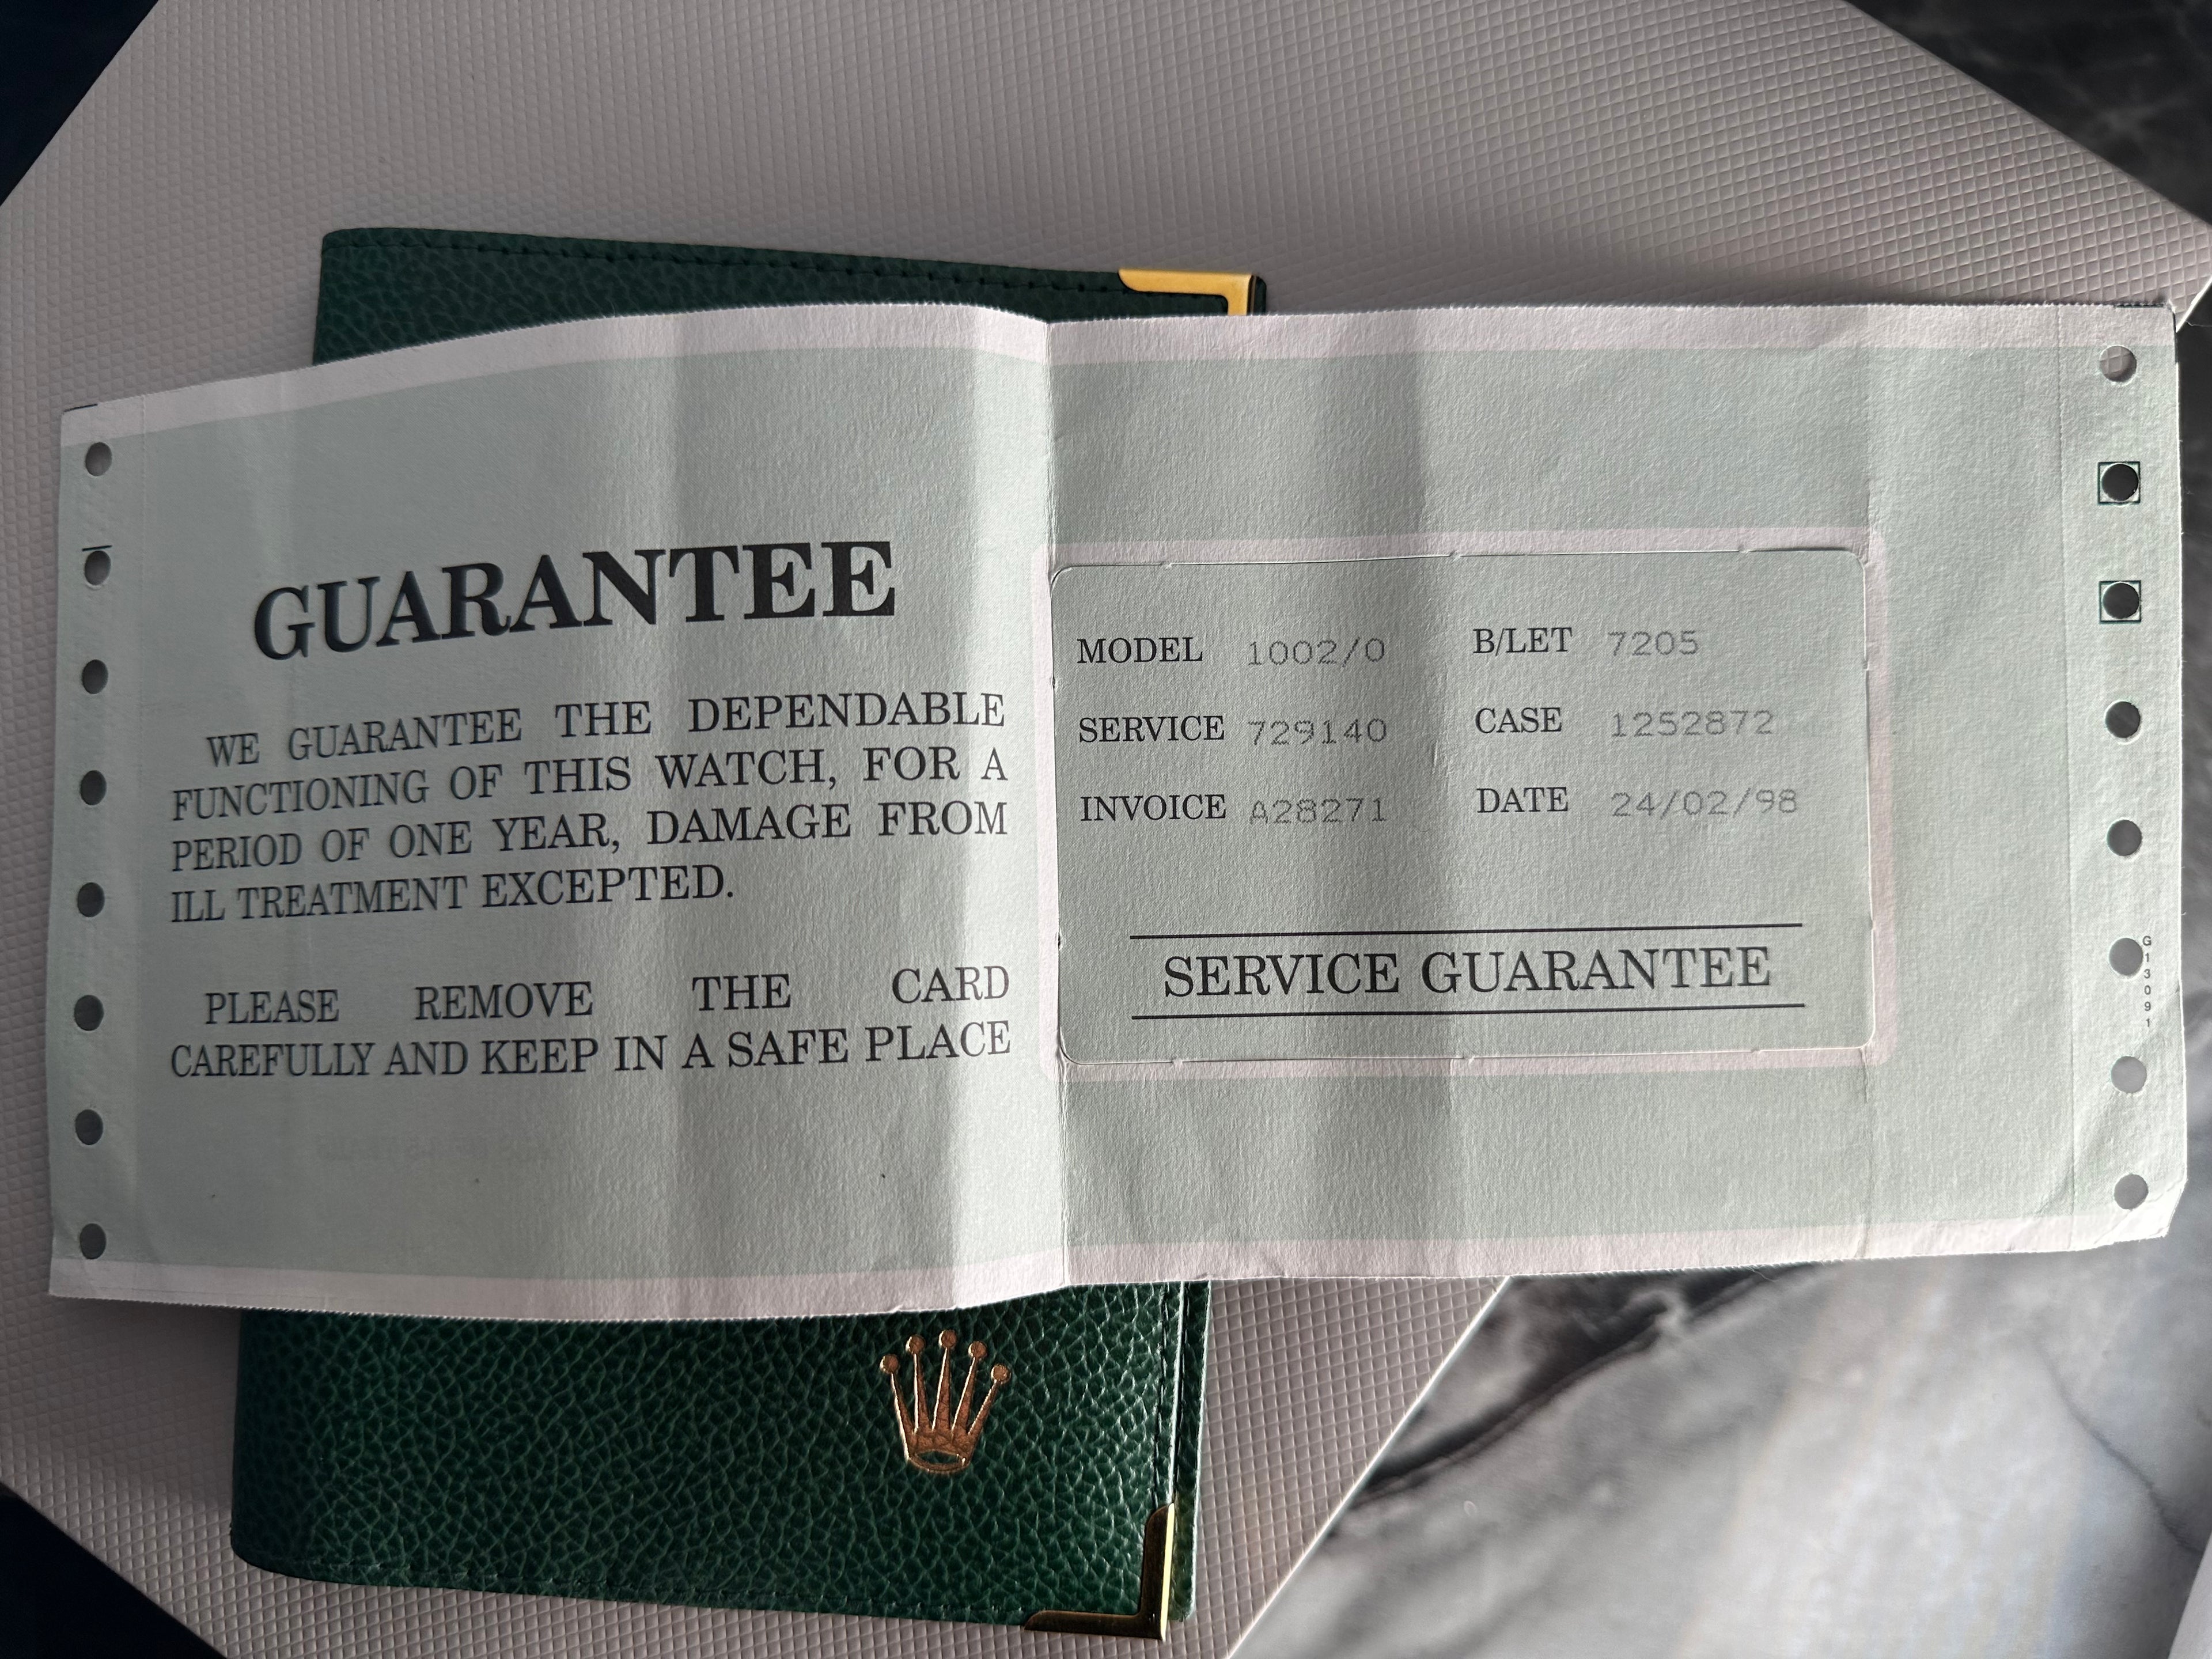 GUARANTEE
WE GUARANTEE THE DEPENDABLE
FUNCTIONING OF THIS WATCH, FOR A
PERIOD OF ONE YEAR, DAMAGE FROM
ILL TREATMENT EXCEPTED.
PLEASE REMOVE THE CARD
CAREFULLY AND KEEP IN A SAFE PLACE
MODEL 1002/0 B/LET 7205
SERVICE 729140 CASE 1252872
INVOICE A28271 DATE 24/02/98
SERVICE GUARANTEE
G13091